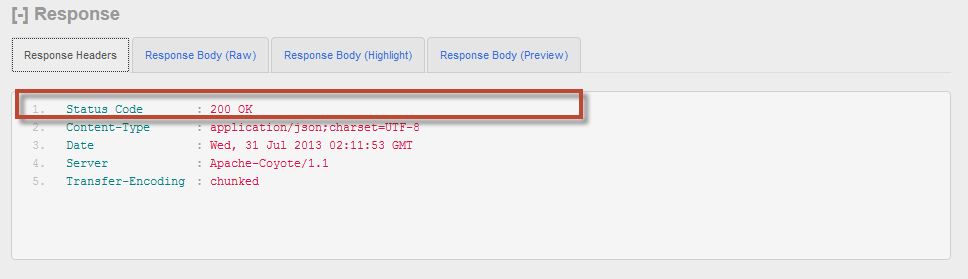 [-] Response
Response Headers Response Body (Raw) Response Body (Highlight) Response Body (Preview)
1. Status Code : 200 OK
2. Content-Type : application/json;charset=UTF-8
3. Date : Wed, 31 Jul 2013 02:11:53 GMT
4. Server : Apache-Coyote/1.1
5. Transfer-Encoding : chunked